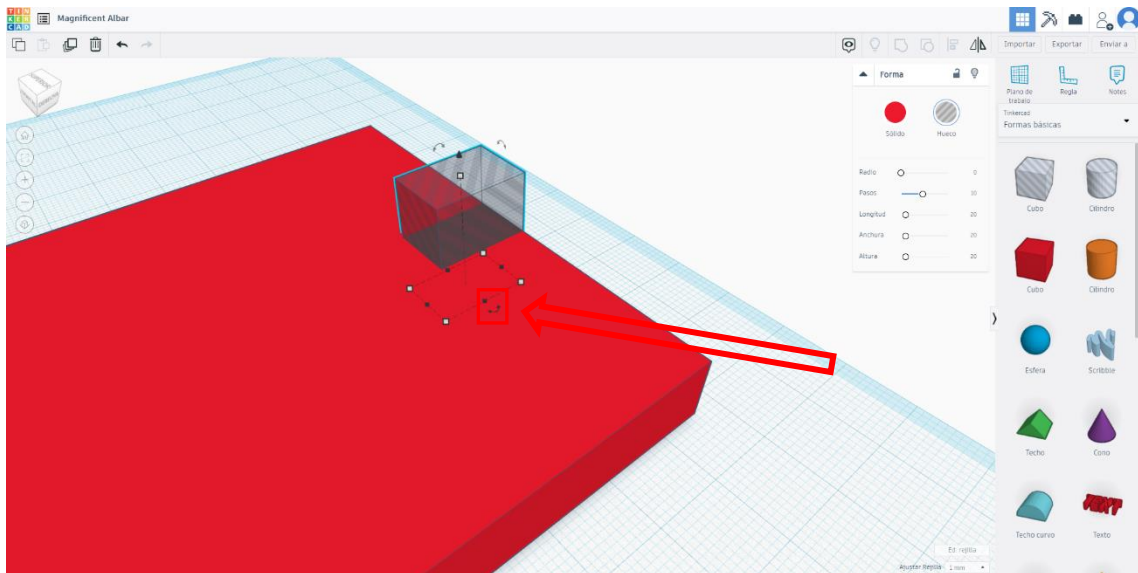 TIN
KER
CAD
Magnificent Albar
Importar
Exportar
Enviar a
Forma
Sólido
Hueco
Radio
0
Pasos
10
Longitud
20
Anchura
20
Altura
20
Plano de
trabajo
Regla
Notes
Tinkercad
Formas básicas
Cubo
Cilindro
Cubo
Cilindro
Esfera
Scribble
Techo
Cono
TEXT
Techo curvo
Texto
Ed. rejilla
Ajustar Rejilla
1 mm